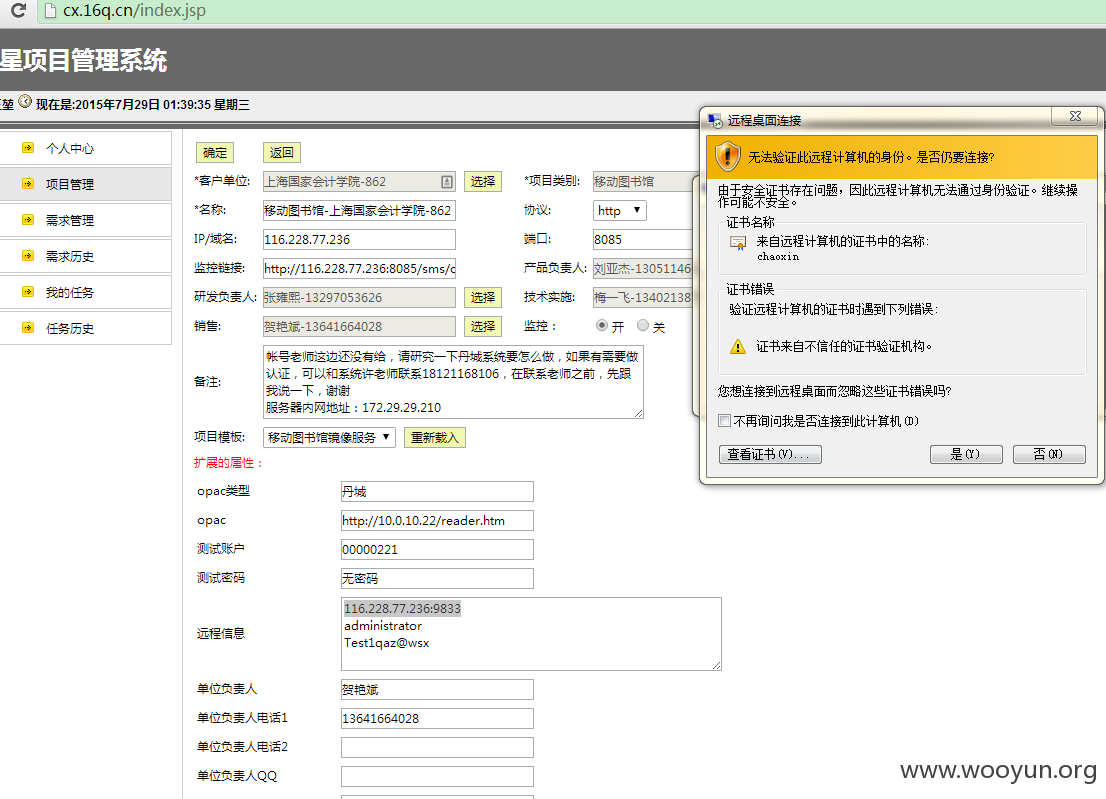 cx.16q.cn/index.jsp
星项目管理系统
现在是:2015年7月29日 01:39:35 星期三
个人中心
项目管理
需求管理
需求历史
我的任务
任务历史
确定 返回
*客户单位: 上海国家会计学院-862 选择 *项目类别: 移动图书馆
*名称: 移动图书馆-上海国家会计学院-862 协议: http
IP/域名: 116.228.77.236 端口: 8085
监控链接: http://116.228.77.236:8085/sms/ 产品负责人: 刘亚杰-13051146
研发负责人: 张雍熙-13297053626 选择 技术实施: 梅一飞-1340213
销售: 贺艳斌-13641664028 选择 监控： 开 关
备注:
帐号老师这边还没有给，请研究一下丹城系统要怎么做，如果有需要做
认证，可以和系统许老师联系18121168106，在联系老师之前，先跟
我说一下，谢谢
服务器内网地址：172.29.29.210
项目模板: 移动图书馆镜像服务 重新载入
扩展的属性：
opac类型 丹城
opac http://10.0.10.22/reader.htm
测试账户 00000221
测试密码 无密码
远程信息
116.228.77.236:9833
administrator
Test1qaz@wsx
单位负责人 贺艳斌
单位负责人电话1 13641664028
单位负责人电话2
单位负责人QQ
远程桌面连接
无法验证此远程计算机的身份。是否仍要连接?
由于安全证书存在问题，因此远程计算机无法通过身份验证。继续操
作可能不安全。
证书名称
来自远程计算机的证书中的名称:
chaoxin
证书错误
验证远程计算机的证书时遇到下列错误:
证书来自不信任的证书验证机构。
您想连接到远程桌面而忽略这些证书错误吗?
不再询问我是否连接到此计算机(D)
查看证书(V)... 是(Y) 否(N)
www.wooyun.org